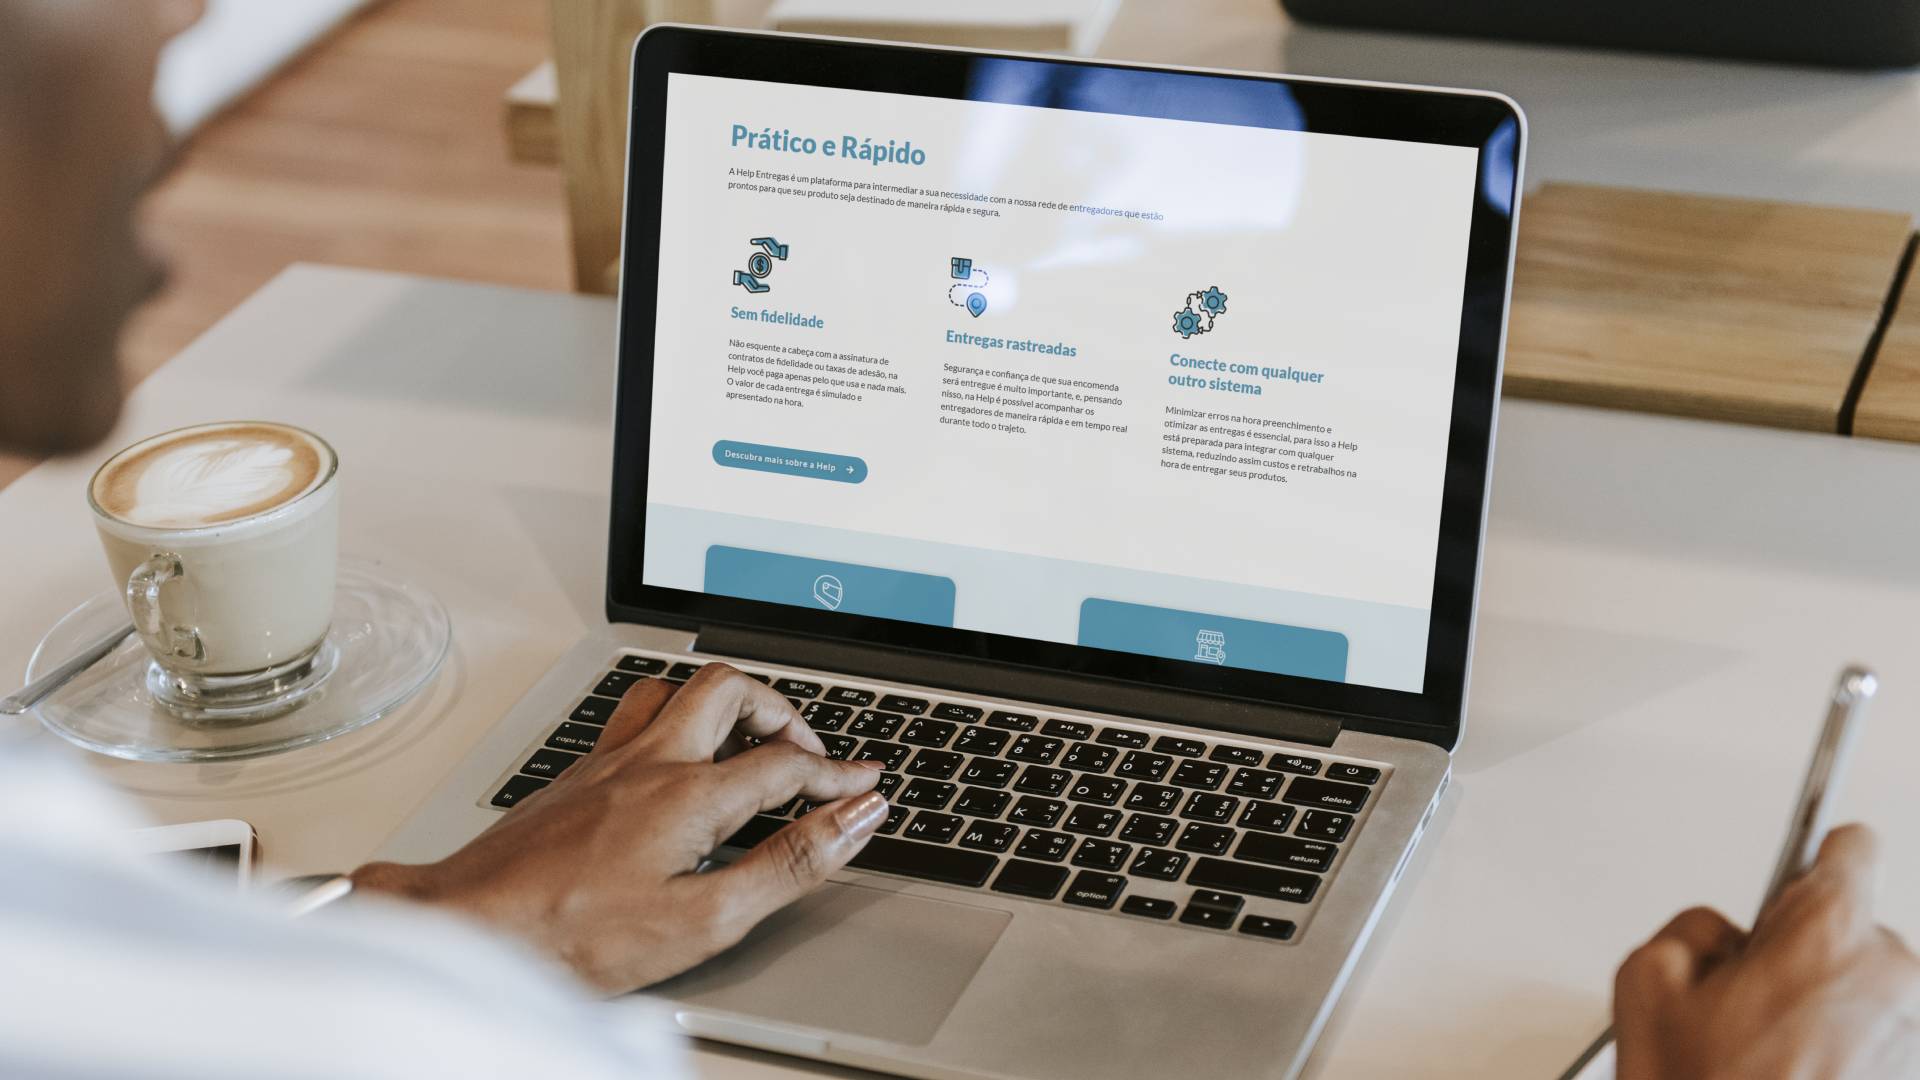 Prático e Rápido
A Help Entregas é um plataforma para intermediar a sua necessidade com a nossa rede de entregadores que estão
prontos para que seu produto seja destinado de maneira rápida e segura.
Sem fidelidade
Não esquente a cabeça com a assinatura de
contratos de fidelidade ou taxas de adesão, na
Help você paga apenas pelo que usa e nada mais.
O valor de cada entrega é simulado e
apresentado na hora.
Descubra mais sobre a Help →
Entregas rastreadas
Segurança e confiança de que sua encomenda
será entregue é muito importante, e, pensando
nisso, na Help é possível acompanhar os
entregadores de maneira rápida e em tempo real
durante todo o trajeto.
Conecte com qualquer
outro sistema
Minimizar erros na hora preenchimento e
otimizar as entregas é essencial, para isso a Help
está preparada para integrar com qualquer
sistema, reduzindo assim custos e retrabalhos na
hora de entregar seus produtos.
esc
tab
caps lock
shift
fn
delete
enter
return
shift
alt
option